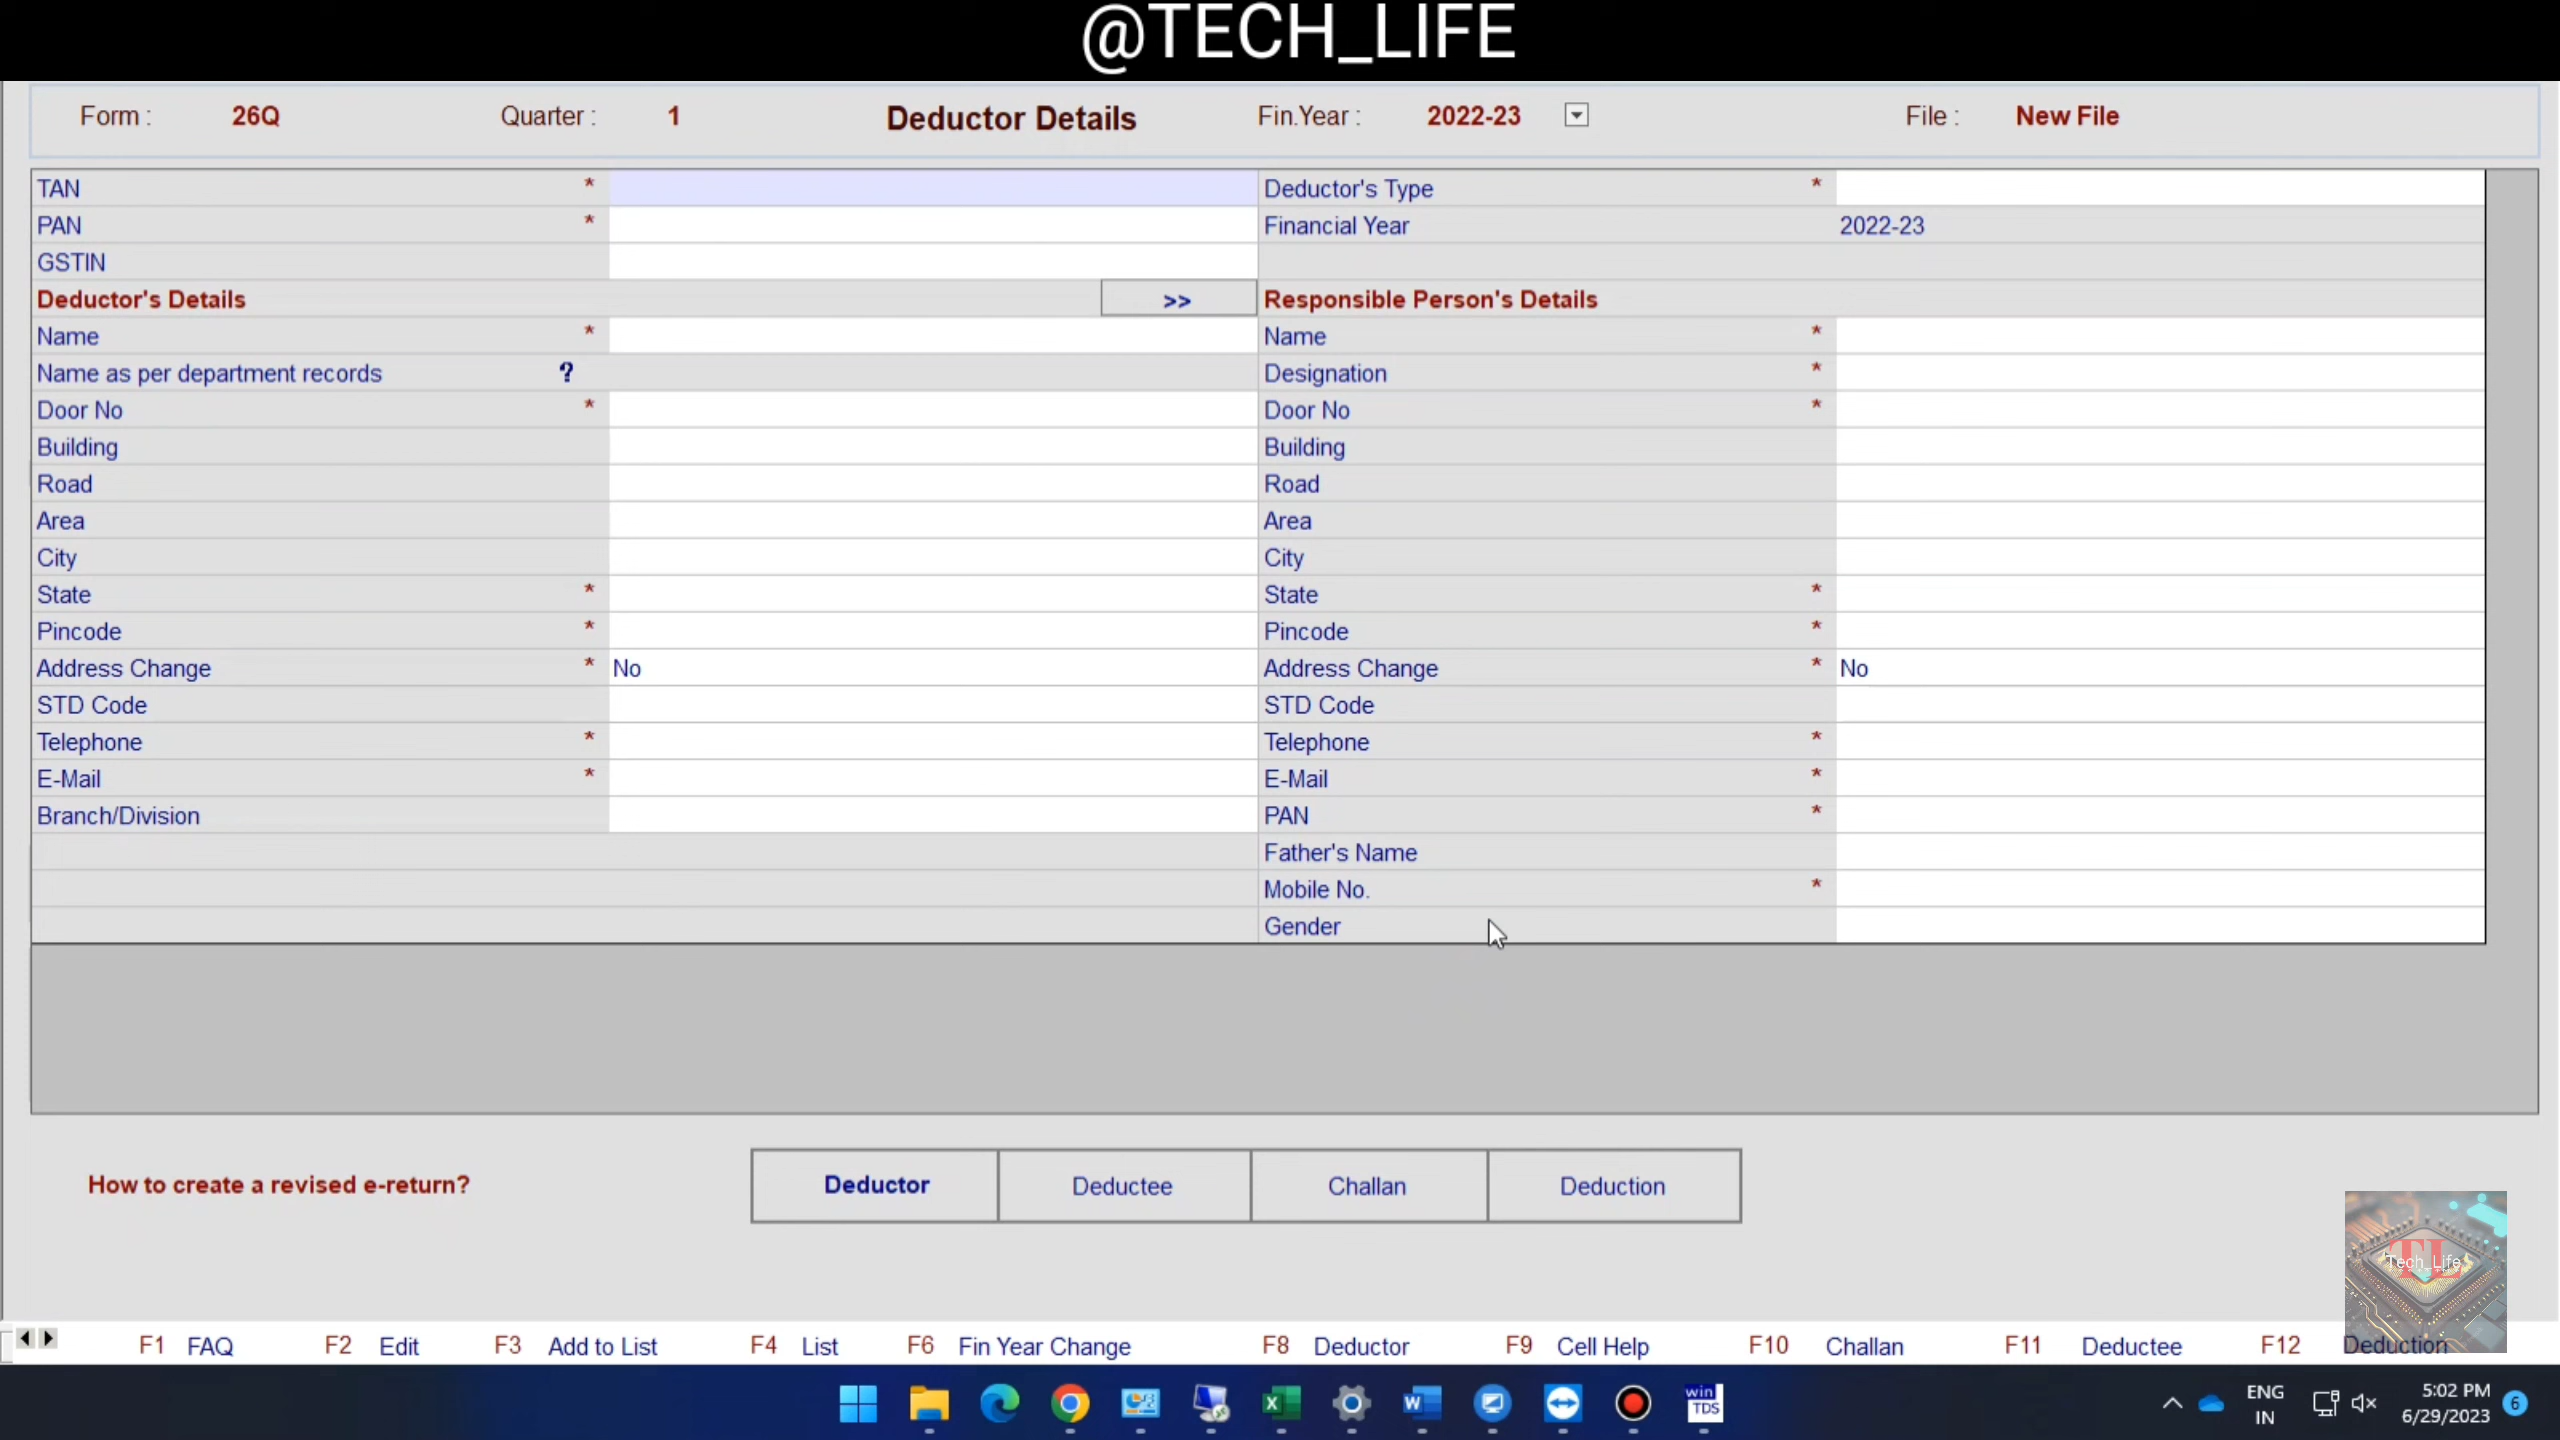 @TECH_LIFE
Form : 26Q Quarter : 1 Deductor Details Fin.Year : 2022-23 File : New File
TAN * Deductor's Type *
PAN * Financial Year 2022-23
GSTIN
Deductor's Details >> Responsible Person's Details
Name * Name *
Name as per department records ? Designation *
Door No * Door No *
Building Building
Road Road
Area Area
City City
State * State *
Pincode * Pincode *
Address Change * No Address Change * No
STD Code STD Code
Telephone * Telephone *
E-Mail * E-Mail *
Branch/Division PAN *
Father's Name
Mobile No. *
Gender
How to create a revised e-return? Deductor Deductee Challan Deduction
TL
Tech_Life
F1 FAQ F2 Edit F3 Add to List F4 List F6 Fin Year Change F8 Deductor F9 Cell Help F10 Challan F11 Deductee F12 Deduction
win TDS
ENG IN
5:02 PM
6/29/2023
6